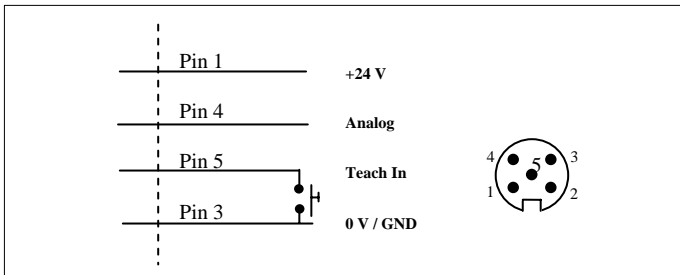 Pin 1
+24 V
Pin 4
Analog
Pin 5
Teach In
Pin 3
0 V / GND
4
5
3
1
2